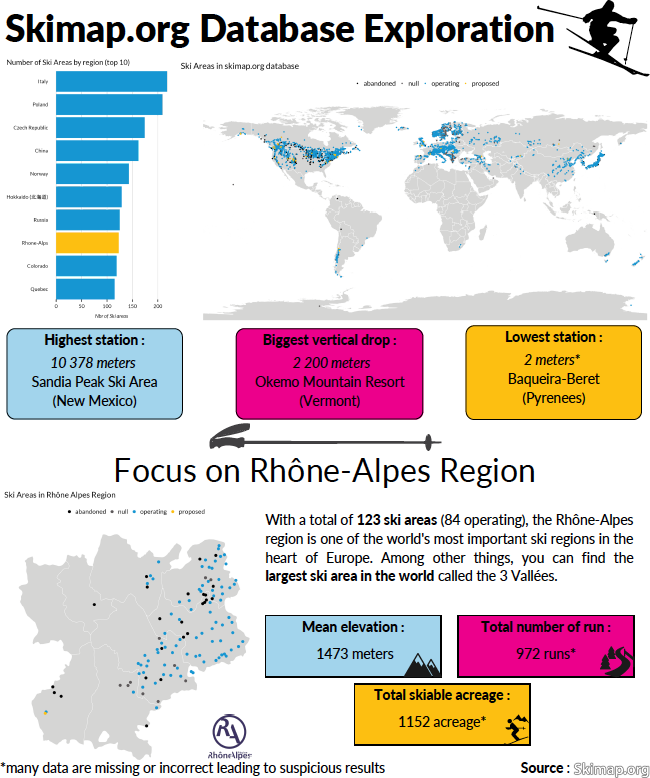 Skimap.org Database Exploration
Number of Ski Areas by region (top 10)
Italy
Poland
Czech Republic
China
Norway
Hokkaido (北海道)
Russia
Rhone-Alps
Colorado
Quebec
0 50 100 150 200
Nbr of Ski areas
Ski Areas in skimap.org database
abandoned null operating proposed
Highest station :
10 378 meters
Sandia Peak Ski Area
(New Mexico)
Biggest vertical drop :
2 200 meters
Okemo Mountain Resort
(Vermont)
Lowest station :
2 meters*
Baqueira-Beret
(Pyrenees)
Focus on Rhône-Alpes Region
Ski Areas in Rhône Alpes Region
abandoned null operating proposed
RA
RhôneAlpes
With a total of 123 ski areas (84 operating), the Rhône-Alpes
region is one of the world's most important ski regions in the
heart of Europe. Among other things, you can find the
largest ski area in the world called the 3 Vallées.
Mean elevation :
1473 meters
Total number of run :
972 runs*
Total skiable acreage :
1152 acreage*
*many data are missing or incorrect leading to suspicious results
Source : Skimap.org